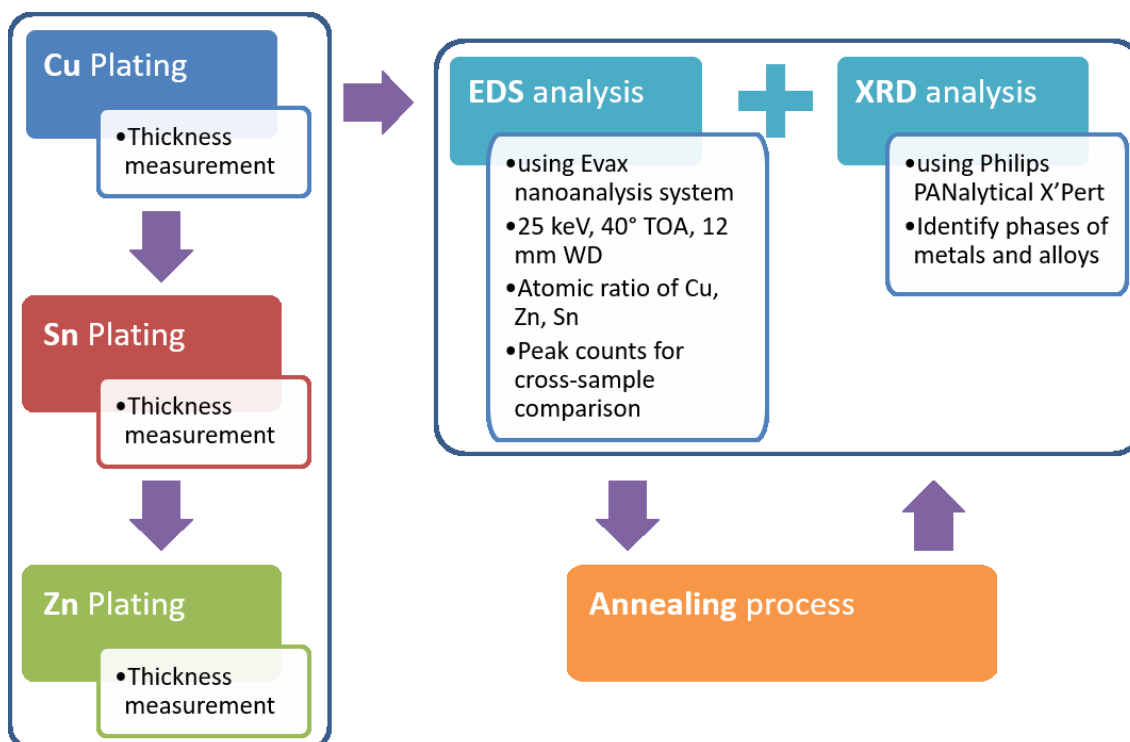 Cu Plating
•Thickness
measurement
Sn Plating
•Thickness
measurement
Zn Plating
•Thickness
measurement
EDS analysis
•using Evax
nanoanalysis system
•25 keV, 40° TOA, 12
mm WD
•Atomic ratio of Cu,
Zn, Sn
•Peak counts for
cross-sample
comparison
XRD analysis
•using Philips
PANalytical X’Pert
•Identify phases of
metals and alloys
Annealing process